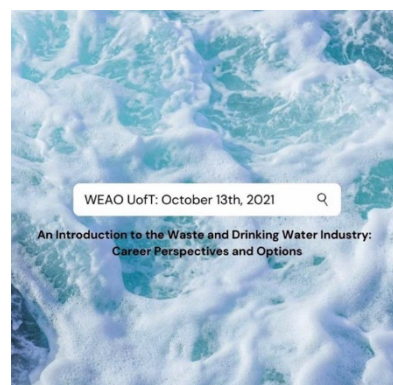 WEAO UofT: October 13th, 2021
An Introduction to the Waste and Drinking Water Industry:
Career Perspectives and Options